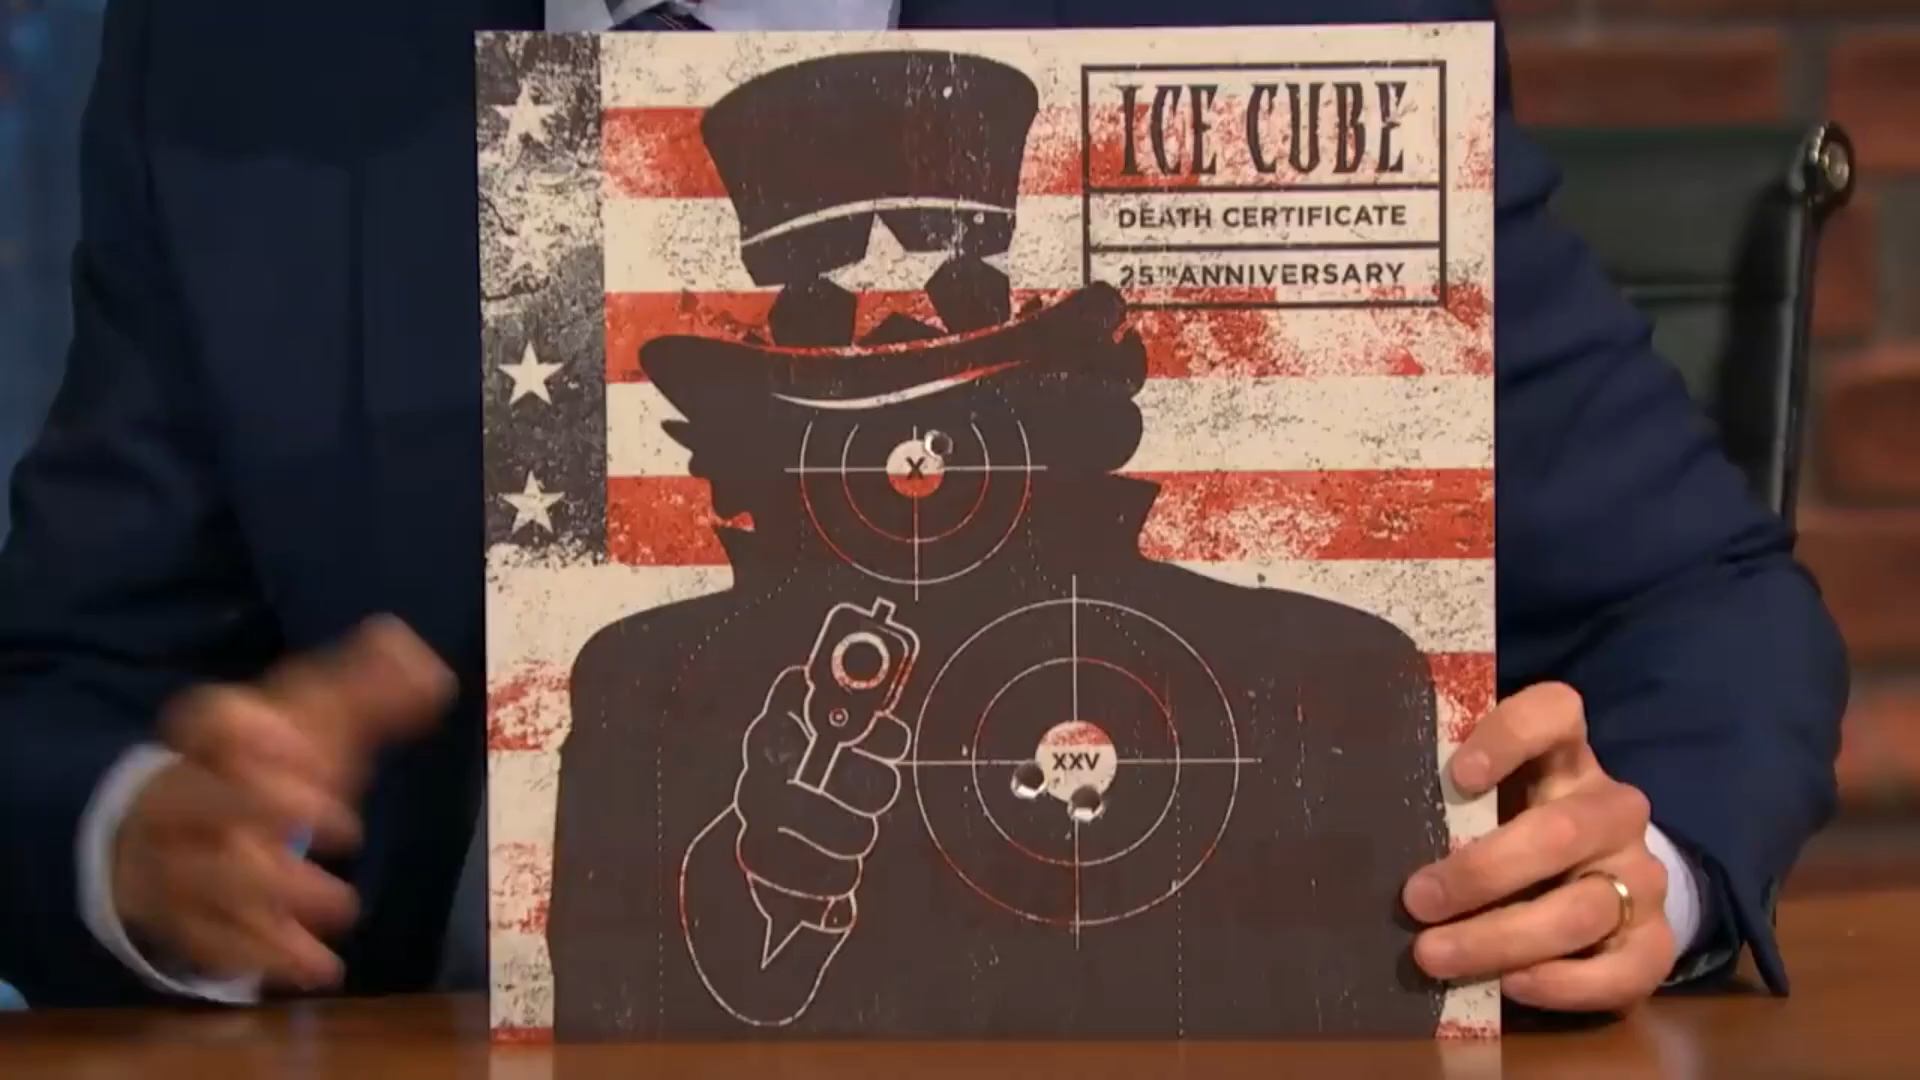 ICE CUBE
DEATH CERTIFICATE
25TH ANNIVERSARY
X
XXV